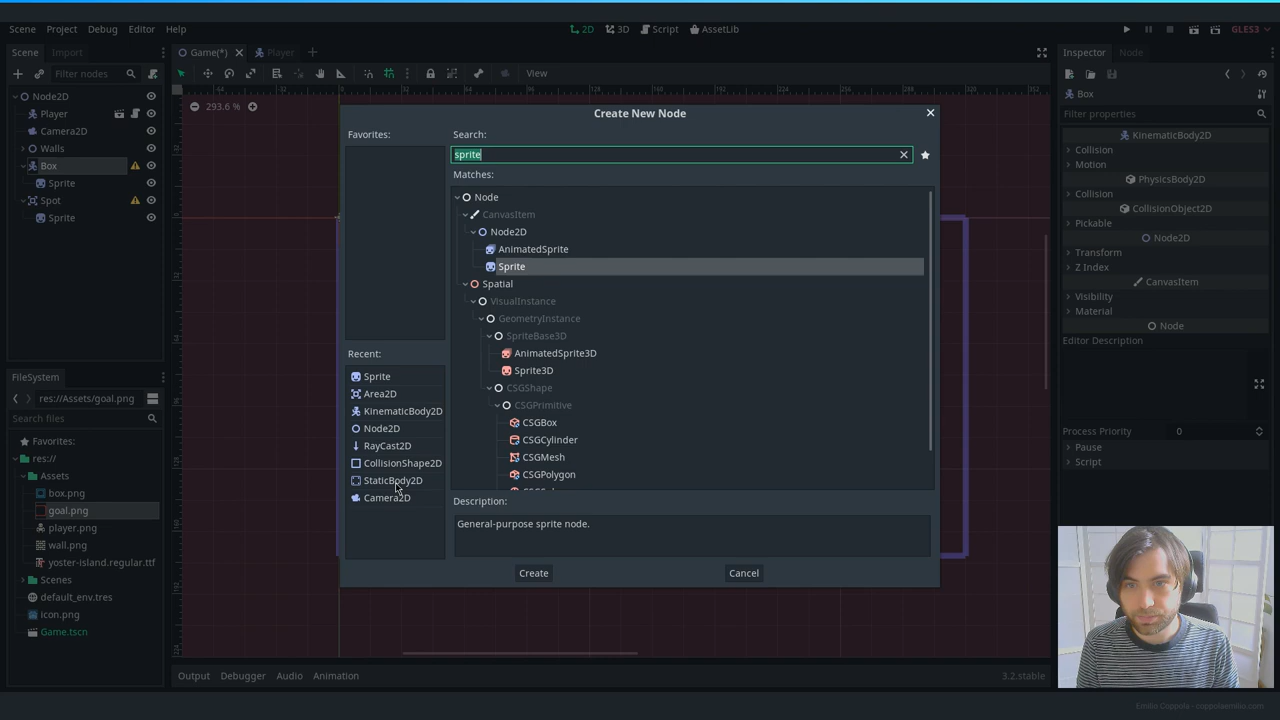 Scene Project Debug Editor Help
2D 3D Script AssetLib
GLES3
Scene Import
Game(*)
Player
Inspector Node
Filter nodes
View
Node2D
Player
Camera2D
Walls
Box
Sprite
Spot
Sprite
293.6 %
Create New Node
Favorites:
Search:
sprite
Matches:
Node
CanvasItem
Node2D
AnimatedSprite
Sprite
Spatial
VisualInstance
GeometryInstance
SpriteBase3D
AnimatedSprite3D
Sprite3D
CSGShape
CSGPrimitive
CSGBox
CSGCylinder
CSGMesh
CSGPolygon
Recent:
Sprite
Area2D
KinematicBody2D
Node2D
RayCast2D
CollisionShape2D
StaticBody2D
Camera2D
Description:
General-purpose sprite node.
Create
Cancel
Box
Filter properties
KinematicBody2D
Collision
Motion
PhysicsBody2D
Collision
CollisionObject2D
Pickable
Node2D
Transform
Z Index
CanvasItem
Visibility
Material
Node
Editor Description
Process Priority 0
Pause
Script
FileSystem
res://Assets/goal.png
Search files
Favorites:
res://
Assets
box.png
goal.png
player.png
wall.png
yoster-island.regular.ttf
Scenes
default_env.tres
icon.png
Game.tscn
Output Debugger Audio Animation
3.2.stable
Emilio Coppola - coppolaemilio.com